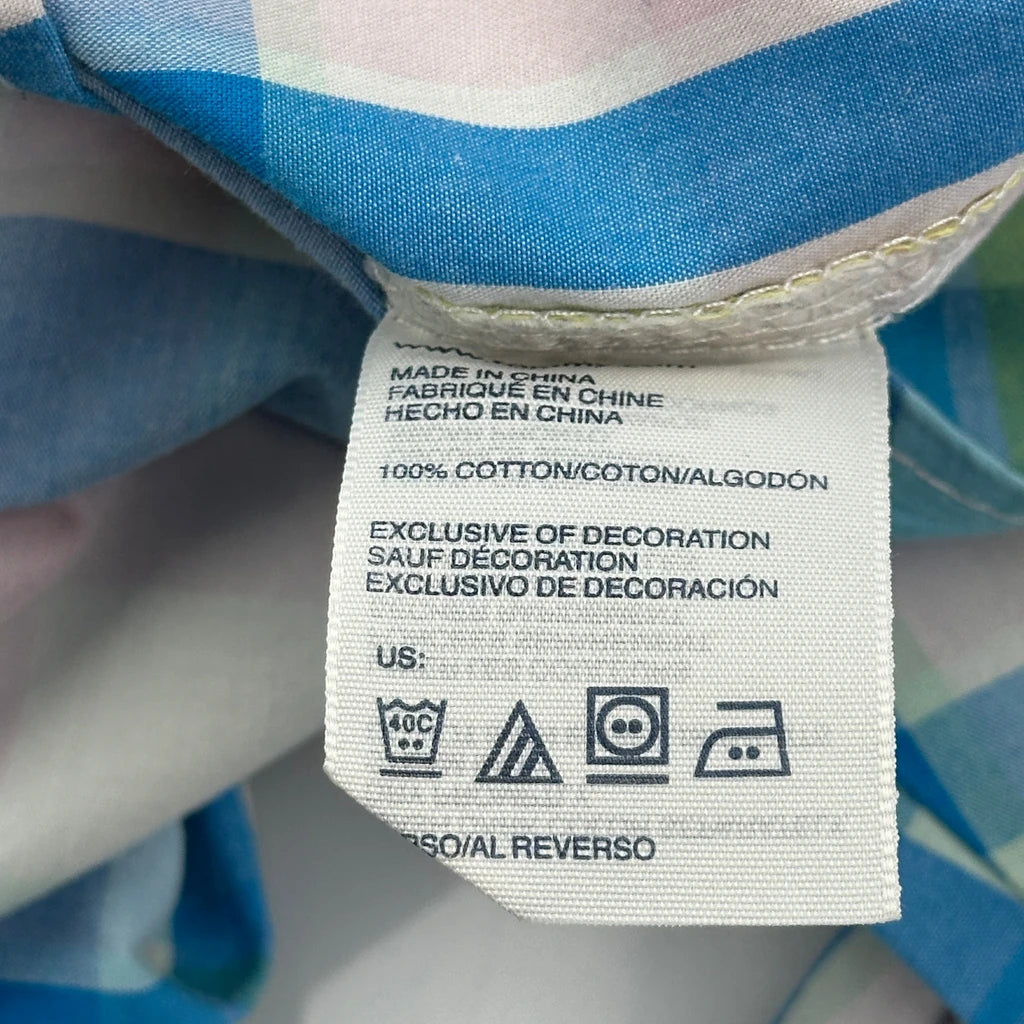 MADE IN CHINA
FABRIQUÉ EN CHINE
HECHO EN CHINA
100% COTTON/COTON/ALGODÓN
EXCLUSIVE OF DECORATION
SAUF DÉCORATION
EXCLUSIVO DE DECORACIÓN
US:
40C
/AL REVERSO